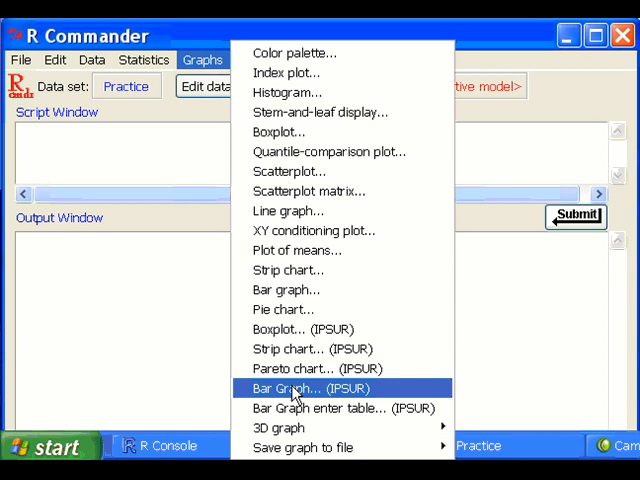 R Commander
File Edit Data Statistics Graphs
R cmdr Data set: Practice Edit data tive model>
Script Window
Output Window
Submit
Color palette...
Index plot...
Histogram...
Stem-and-leaf display...
Boxplot...
Quantile-comparison plot...
Scatterplot...
Scatterplot matrix...
Line graph...
XY conditioning plot...
Plot of means...
Strip chart...
Bar graph...
Pie chart...
Boxplot... (IPSUR)
Strip chart... (IPSUR)
Pareto chart... (IPSUR)
Bar Graph... (IPSUR)
Bar Graph enter table... (IPSUR)
3D graph
Save graph to file
start R Console Practice Cam